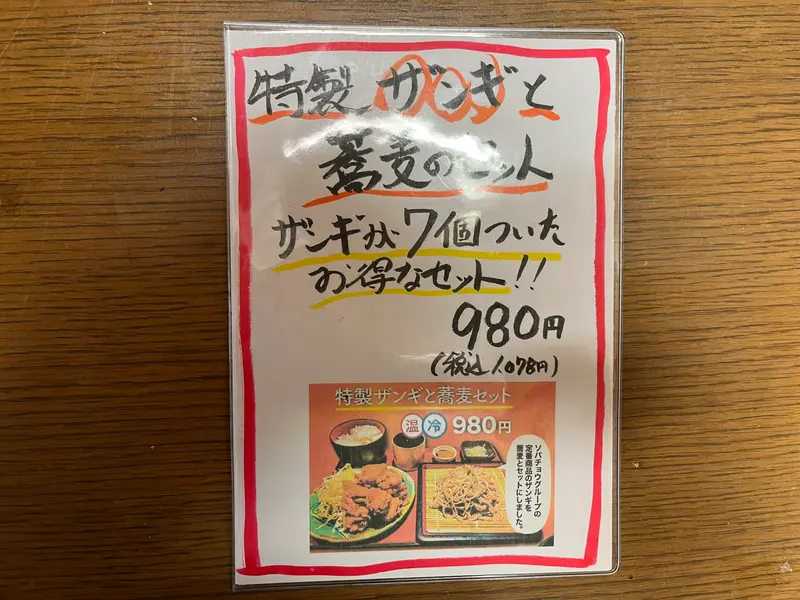 特製 ザンギと
蕎麦のセット
ザンギが7個ついた
お得なセット!!
980円
(税込1,078円)
特製ザンギと蕎麦セット
温 冷 980円
ソバチョウグループの
定番商品のザンギを
蕎麦とセットにしました。